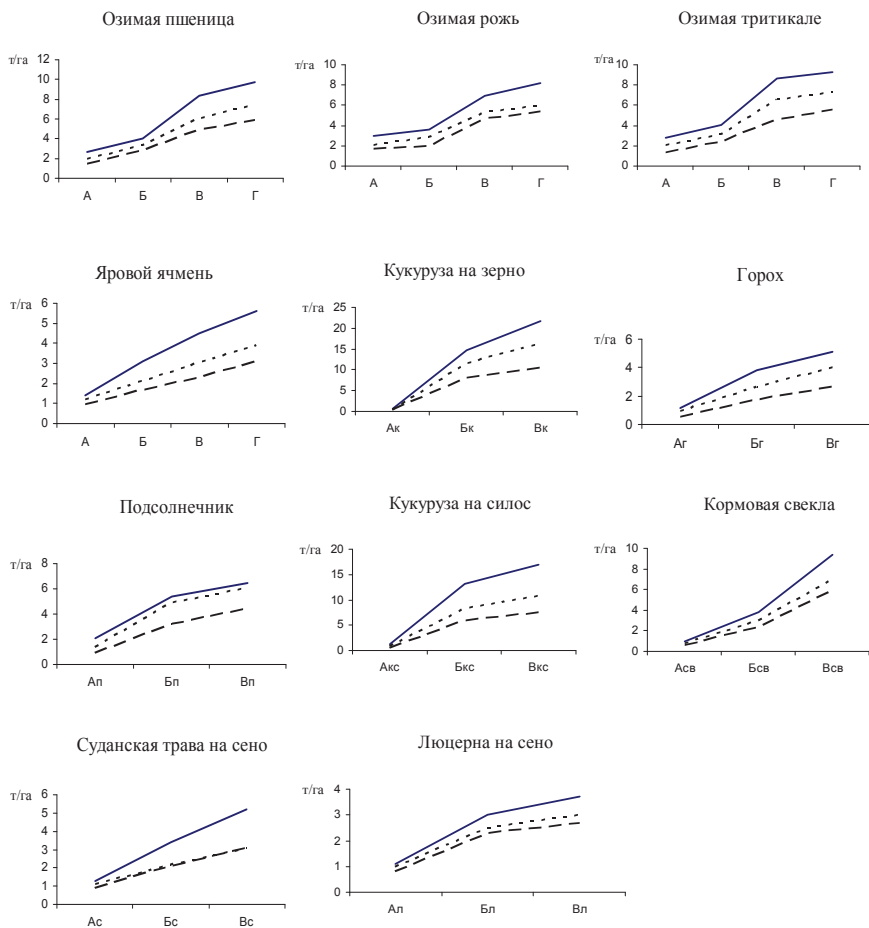 Озимая пшеница
т/га
12
10
8
6
4
2
0
А Б В Г
Озимая рожь
т/га
10
8
6
4
2
0
А Б В Г
Озимая тритикале
т/га
10
8
6
4
2
0
А Б В Г
Яровой ячмень
т/га
6
5
4
3
2
1
0
А Б В Г
Кукуруза на зерно
т/га
25
20
15
10
5
0
Ак Бк Вк
Горох
т/га
6
4
2
0
Аг Бг Вг
Подсолнечник
т/га
8
6
4
2
0
Ап Бп Вп
Кукуруза на силос
т/га
20
15
10
5
0
Акс Бкс Вкс
Кормовая свекла
т/га
10
8
6
4
2
0
Асв Бсв Всв
Суданская трава на сено
т/га
6
5
4
3
2
1
0
Ас Бс Вс
Люцерна на сено
т/га
4
3
2
1
0
Ал Бл Вл